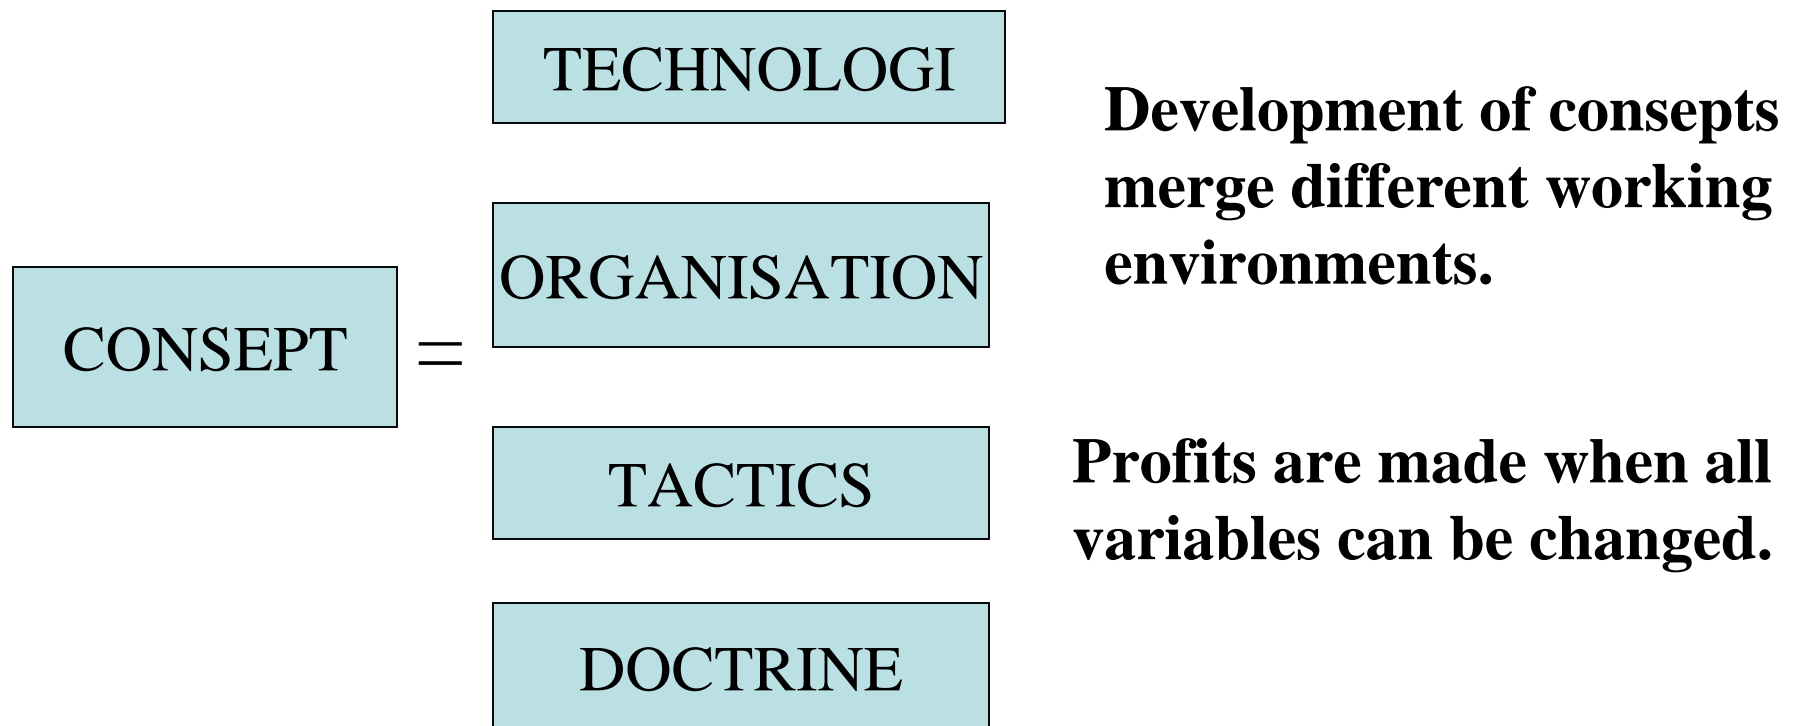 TECHNOLOGI
ORGANISATION
CONSEPT =
TACTICS
DOCTRINE
Development of consepts
merge different working
environments.
Profits are made when all
variables can be changed.